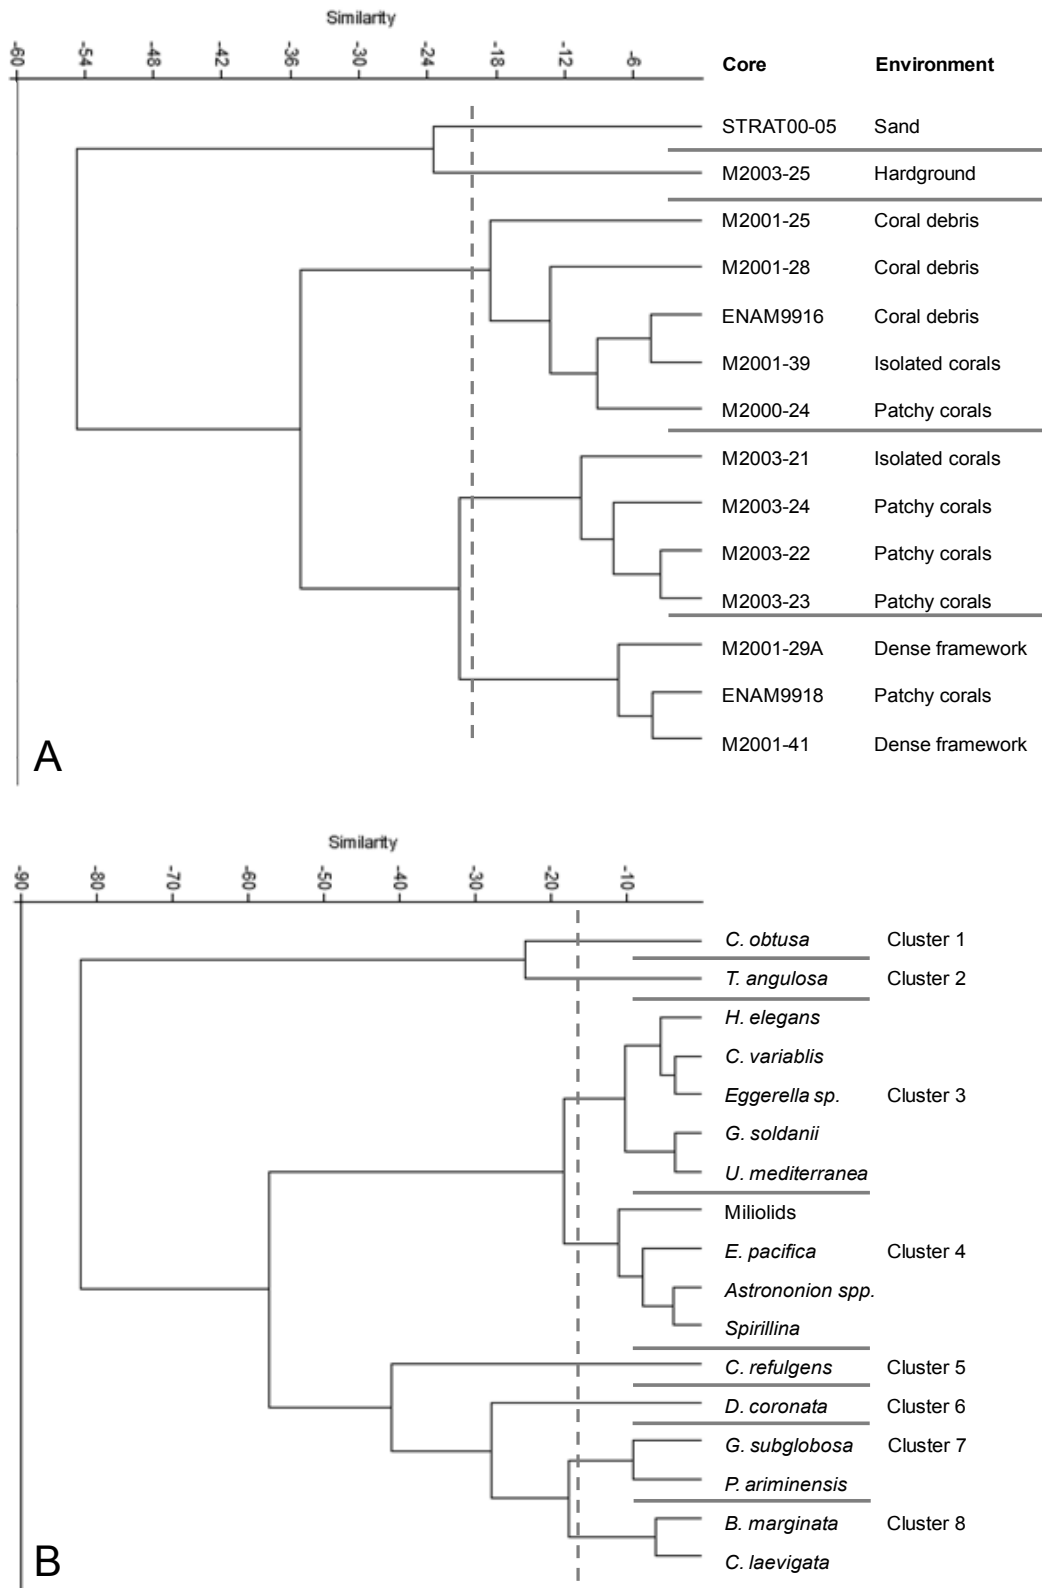 Similarity
-60 -54 -48 -42 -36 -30 -24 -18 -12 -6
Core Environment
STRAT00-05 Sand
M2003-25 Hardground
M2001-25 Coral debris
M2001-28 Coral debris
ENAM9916 Coral debris
M2001-39 Isolated corals
M2000-24 Patchy corals
M2003-21 Isolated corals
M2003-24 Patchy corals
M2003-22 Patchy corals
M2003-23 Patchy corals
M2001-29A Dense framework
ENAM9918 Patchy corals
M2001-41 Dense framework
A
Similarity
-90 -80 -70 -60 -50 -40 -30 -20 -10
C. obtusa Cluster 1
T. angulosa Cluster 2
H. elegans
C. variablis
Eggerella sp. Cluster 3
G. soldanii
U. mediterranea
Miliolids
E. pacifica Cluster 4
Astrononion spp.
Spirillina
C. refulgens Cluster 5
D. coronata Cluster 6
G. subglobosa Cluster 7
P. ariminensis
B. marginata Cluster 8
C. laevigata
B